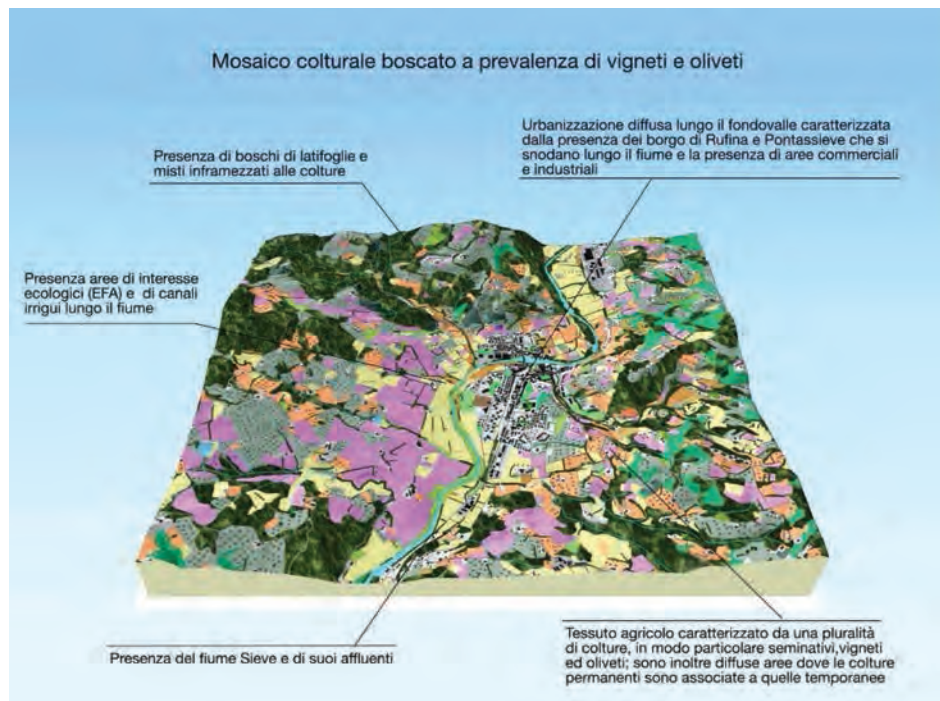 Mosaico colturale boscato a prevalenza di vigneti e oliveti
Urbanizzazione diffusa lungo il fondovalle caratterizzata
dalla presenza dei borgo di Rufina e Pontassieve che si
snodano lungo il fiume e la presenza di aree commerciali
e industriali
Presenza di boschi di latifoglie e
misti inframezzati alle colture
Presenza aree di interesse
ecologici (EFA) e di canali
irrigui lungo il fiume
Presenza del fiume Sieve e di suoi affluenti
Tessuto agricolo caratterizzato da una pluralità
di colture, in modo particolare seminativi,vigneti
ed oliveti; sono inoltre diffuse aree dove le colture
permanenti sono associate a quelle temporanee